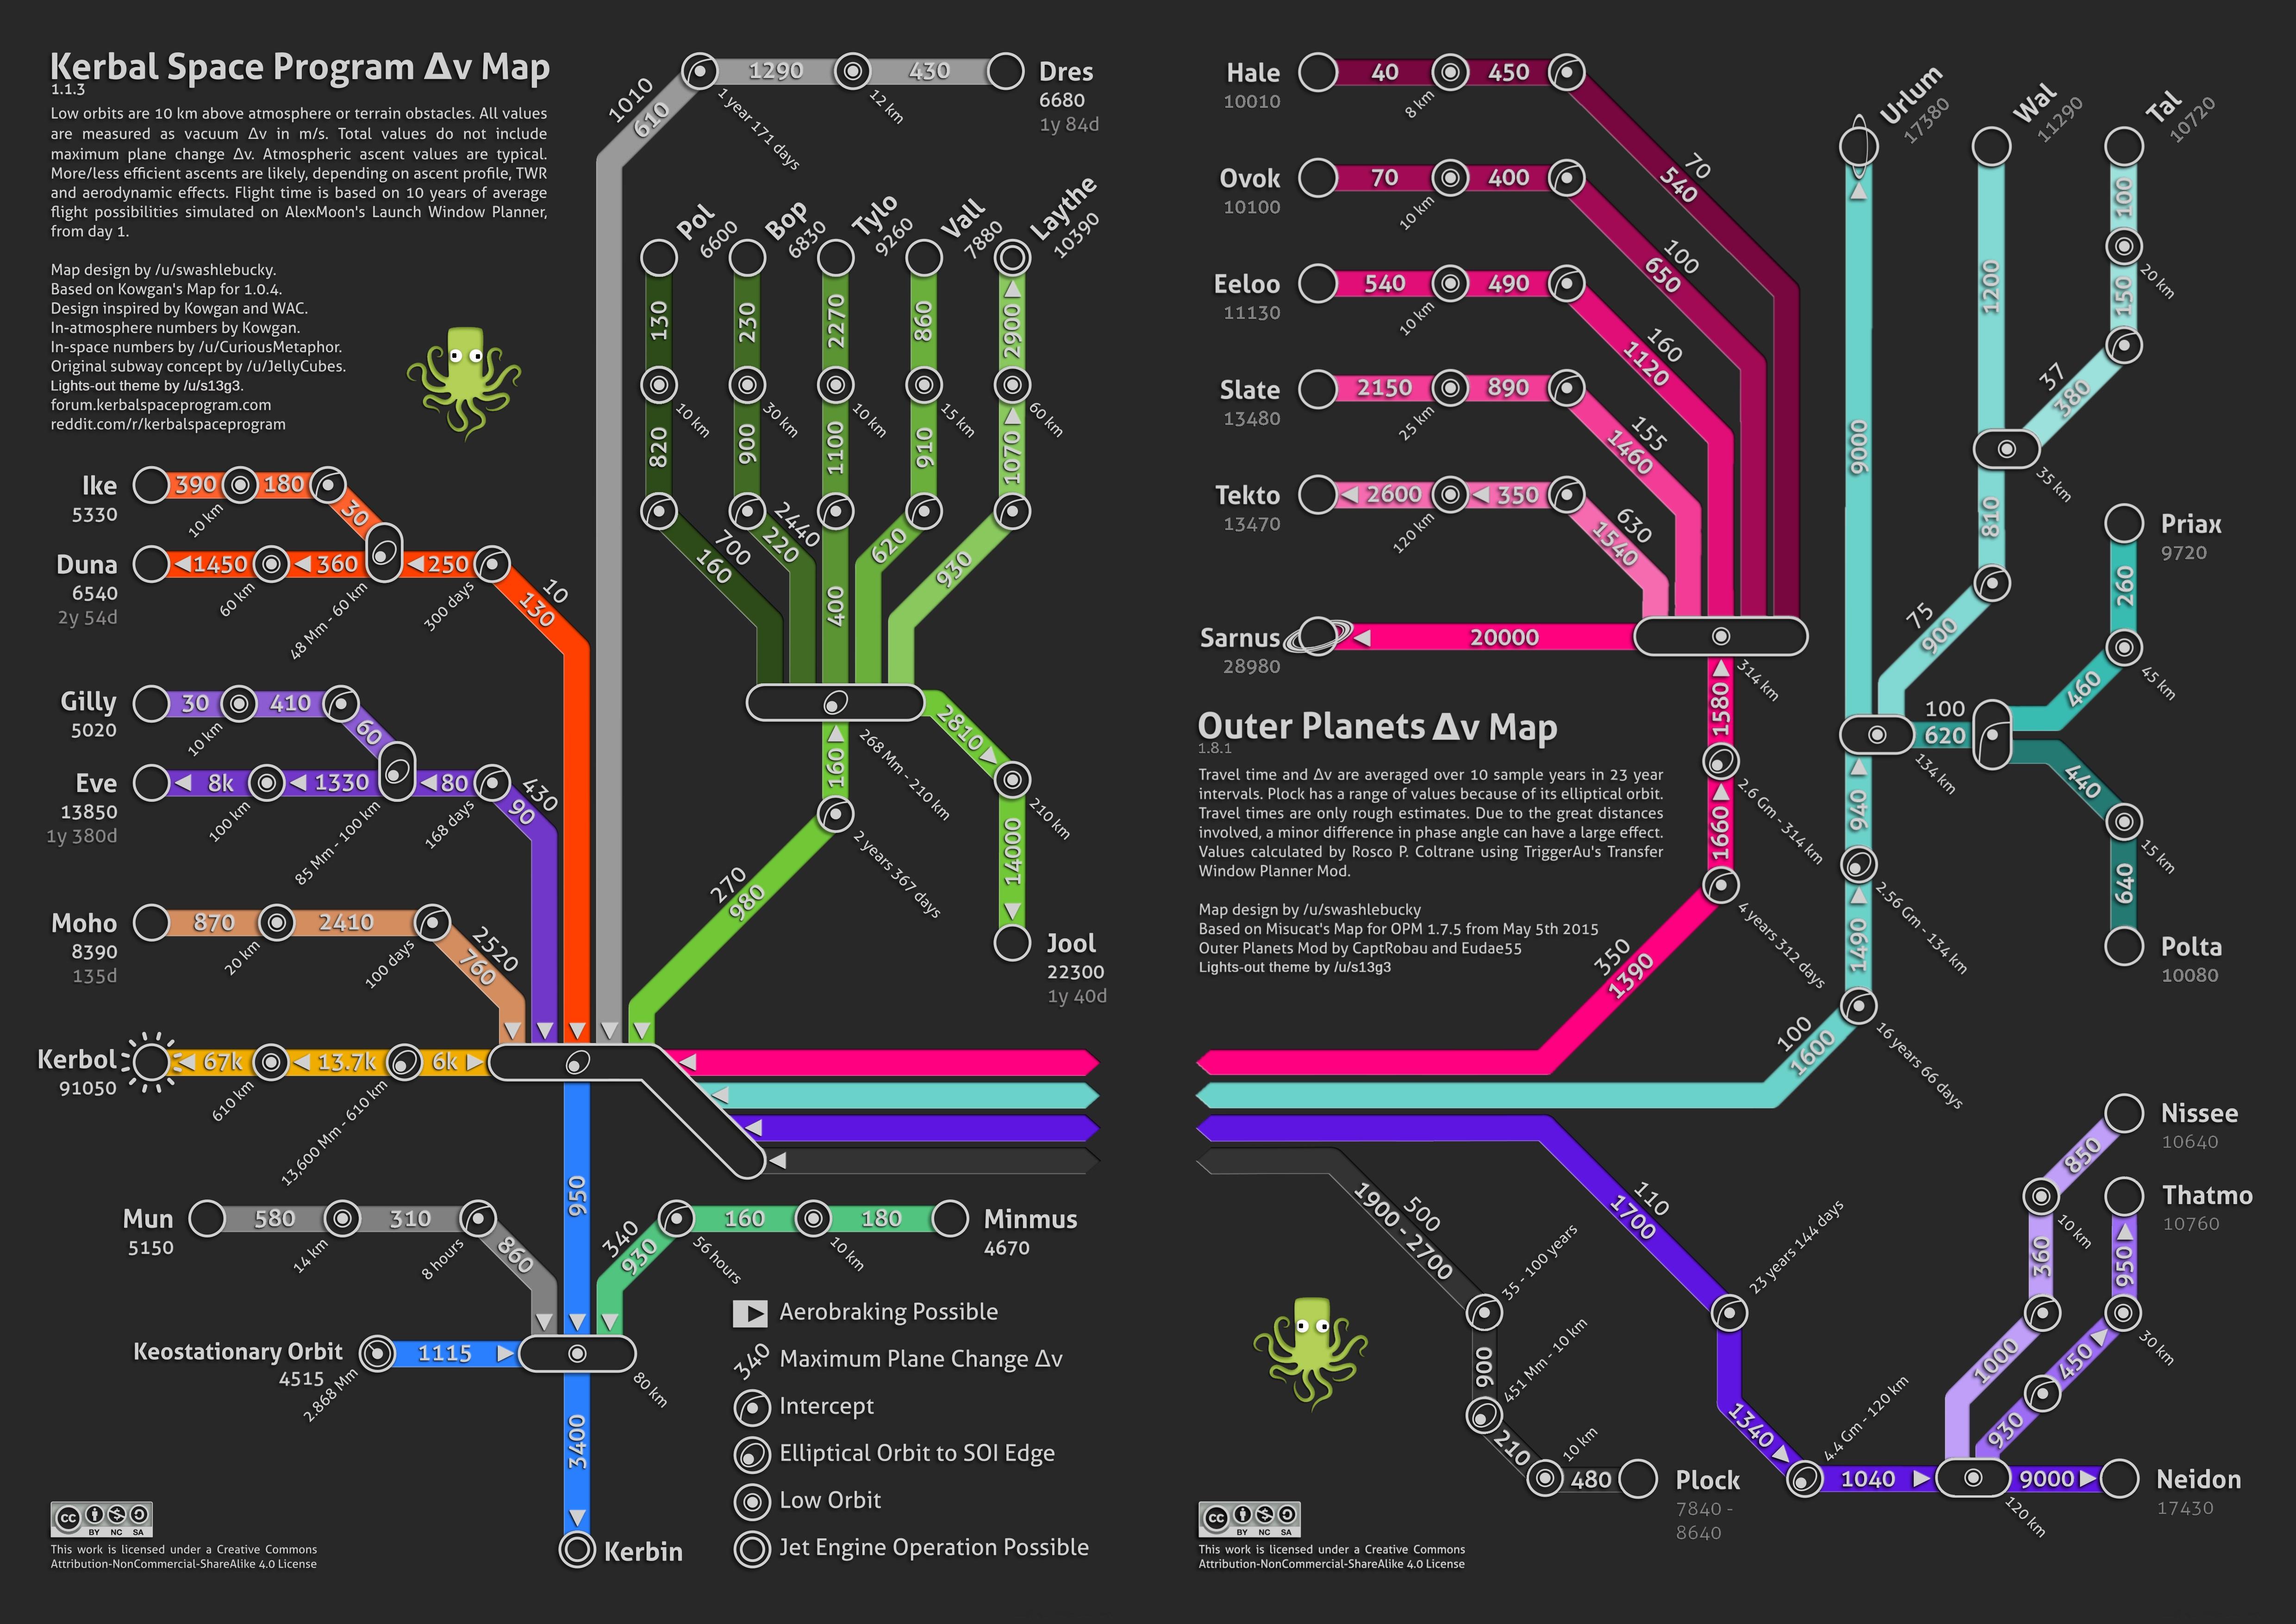 Kerbal Space Program Δv Map
1.1.3
Low orbits are 10 km above atmosphere or terrain obstacles. All values
are measured as vacuum Δv in m/s. Total values do not include
maximum plane change Δv. Atmospheric ascent values are typical.
More/less efficient ascents are likely, depending on ascent profile, TWR
and aerodynamic effects. Flight time is based on 10 years of average
flight possibilities simulated on AlexMoon's Launch Window Planner,
from day 1.
Map design by /u/swashlebucky.
Based on Kowgan's Map for 1.0.4.
Design inspired by Kowgan and WAC.
In-atmosphere numbers by Kowgan.
In-space numbers by /u/CuriousMetaphor.
Original subway concept by /u/JellyCubes.
Lights-out theme by /u/s13g3.
forum.kerbalspaceprogram.com
reddit.com/r/kerbalspaceprogram
1010
610
1290
430
Dres
6680
1y 84d
1 year 171 days
12 km
Pol
6600
Bop
6830
Tylo
9260
Vall
7880
Laythe
10390
130
230
2270
860
2900
10 km
30 km
10 km
15 km
60 km
820
900
1100
910
1070
700
160
2440
220
400
620
930
Ike
5330
390
180
30
10 km
Duna
6540
2y 54d
1450
360
250
10
130
60 km
48 Mm - 60 km
300 days
Gilly
5020
30
410
60
10 km
Eve
13850
1y 380d
8k
1330
80
430
90
100 km
85 Mm - 100 km
168 days
Moho
8390
135d
870
2410
2520
760
20 km
100 days
160
268 Mm - 210 km
2810
210 km
14000
Jool
22300
1y 40d
2 years 367 days
270
980
Kerbol
91050
67k
13.7k
6k
610 km
13,600 Mm - 610 km
950
Mun
5150
580
310
860
14 km
8 hours
340
930
160
180
Minmus
4670
56 hours
10 km
Keostationary Orbit
4515
2.868 Mm
1115
80 km
3400
Kerbin
Aerobraking Possible
340
Maximum Plane Change Δv
Intercept
Elliptical Orbit to SOI Edge
Low Orbit
Jet Engine Operation Possible
cc
BY NC SA
This work is licensed under a Creative Commons
Attribution-NonCommercial-ShareAlike 4.0 License
Hale
10010
40
450
8 km
70
540
Ovok
10100
70
400
10 km
100
650
Eeloo
11130
540
490
10 km
160
1120
Slate
13480
2150
890
25 km
155
1460
Tekto
13470
2600
350
120 km
630
1540
Sarnus
28980
20000
314 km
1580
2.6 Gm - 314 km
1660
4 years 312 days
350
1390
Outer Planets Δv Map
1.8.1
Travel time and Δv are averaged over 10 sample years in 23 year
intervals. Plock has a range of values because of its elliptical orbit.
Travel times are only rough estimates. Due to the great distances
involved, a minor difference in phase angle can have a large effect.
Values calculated by Rosco P. Coltrane using TriggerAu's Transfer
Window Planner Mod.
Map design by /u/swashlebucky
Based on Misucat's Map for OPM 1.7.5 from May 5th 2015
Outer Planets Mod by CaptRobau and Eudae55
Lights-out theme by /u/s13g3
Urlum
17380
Wal
11290
Tal
10720
9000
1200
100
20 km
150
37
380
35 km
810
75
900
Priax
9720
260
45 km
460
100
620
134 km
440
15 km
640
Polta
10080
940
2.56 Gm - 134 km
1490
16 years 66 days
100
1600
500
1900 - 2700
35 - 100 years
900
451 Mm - 10 km
210
10 km
480
Plock
7840 -
8640
110
1700
23 years 144 days
1340
4.4 Gm - 120 km
1040
120 km
9000
Neidon
17430
Nissee
10640
850
10 km
360
1000
Thatmo
10760
950
30 km
450
930
cc
BY NC SA
This work is licensed under a Creative Commons
Attribution-NonCommercial-ShareAlike 4.0 License